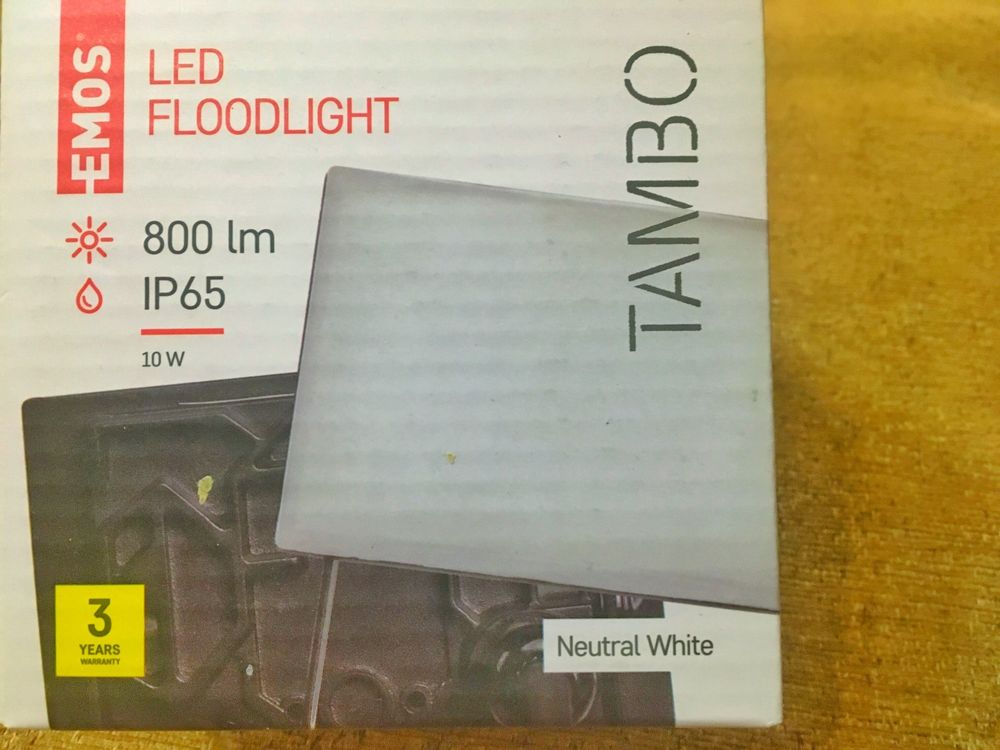 EMOS®
LED
FLOODLIGHT
800 lm
IP65
10 W
TAMBO
3
YEARS
WARRANTY
Neutral White